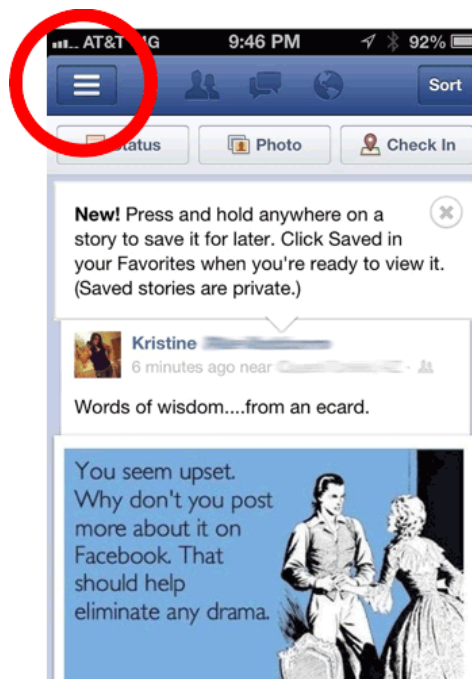 AT&T 4G 9:46 PM 92%
Sort
Status Photo Check In
New! Press and hold anywhere on a
story to save it for later. Click Saved in
your Favorites when you're ready to view it.
(Saved stories are private.)
Kristine
6 minutes ago near
Words of wisdom....from an ecard.
You seem upset.
Why don't you post
more about it on
Facebook. That
should help
eliminate any drama.